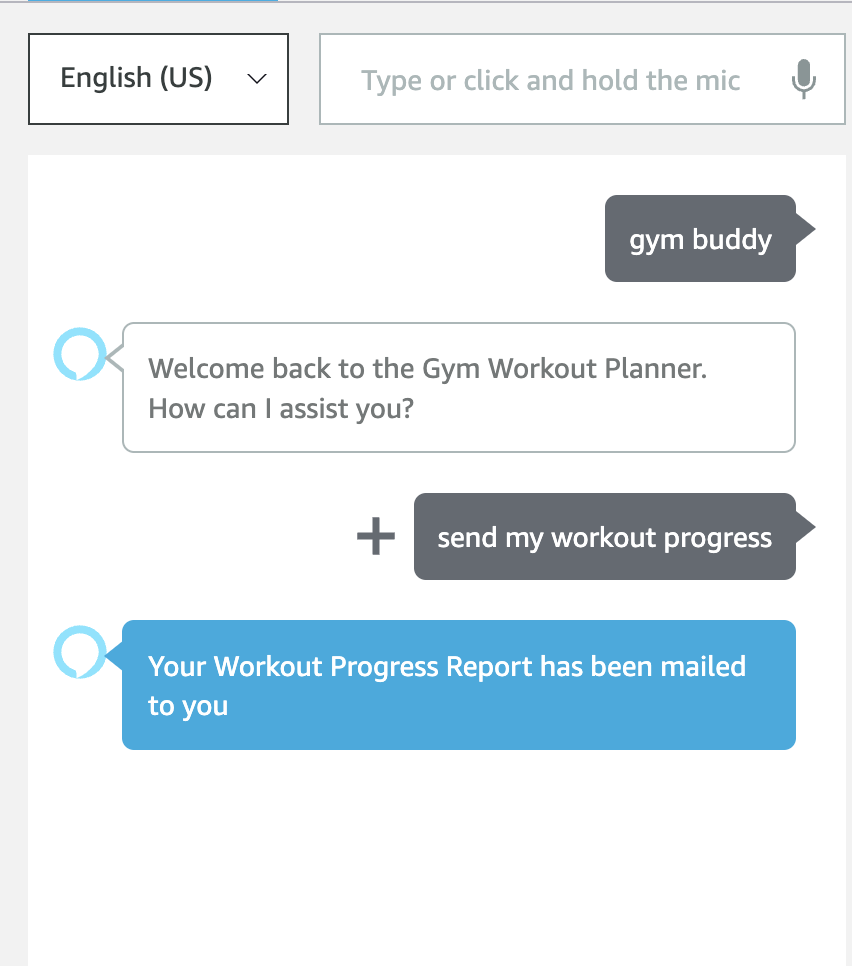 English (US)
Type or click and hold the mic
gym buddy
Welcome back to the Gym Workout Planner.
How can I assist you?
send my workout progress
Your Workout Progress Report has been mailed
to you